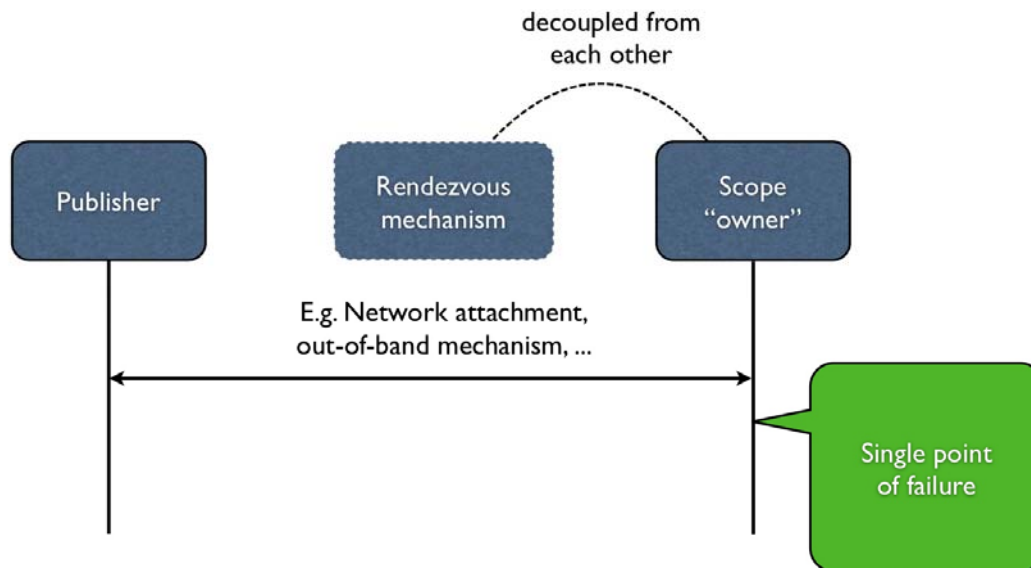 decoupled from
each other
Publisher
Rendezvous
mechanism
Scope
“owner”
E.g. Network attachment,
out-of-band mechanism, ...
Single point
of failure